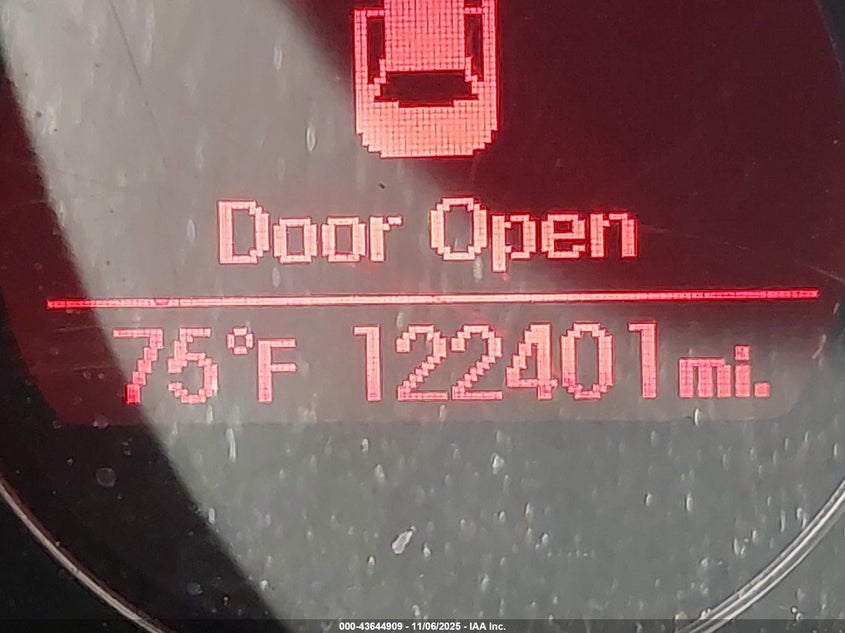 Door Open
75°F 122401 mi.
000-43644909 - 11/06/2025 - IAA Inc.